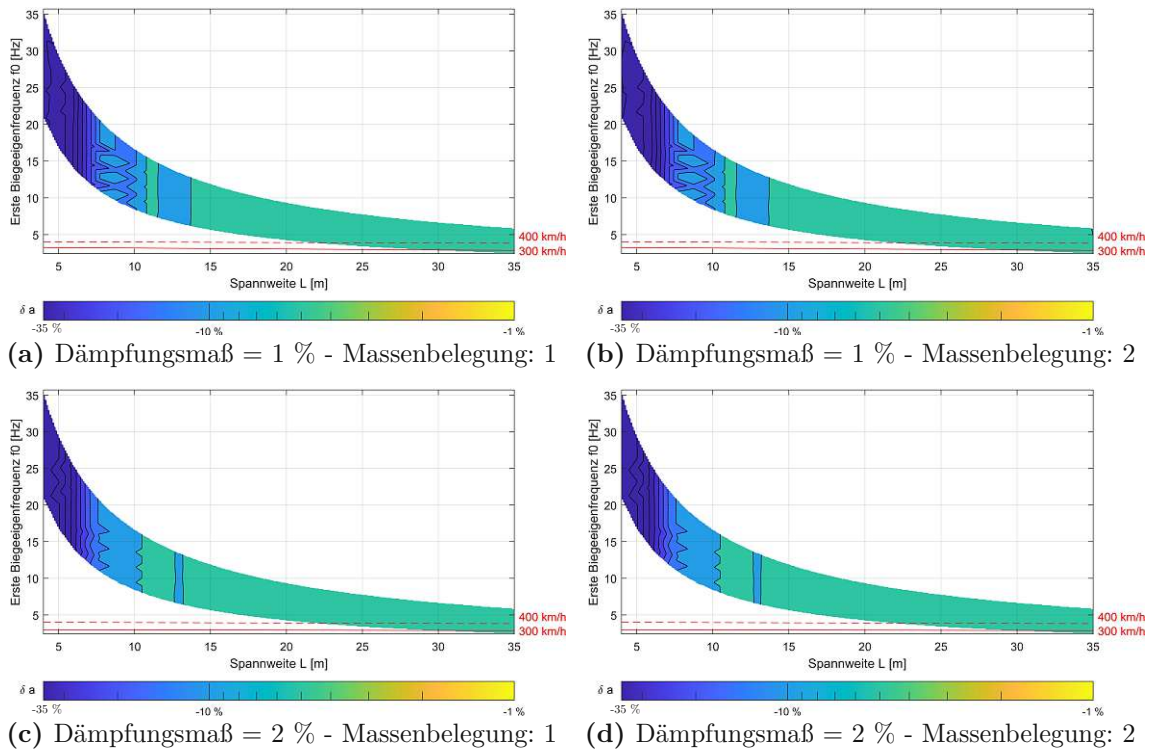 35
30
25
20
15
10
5
Erste Biegeeigenfrequenz f0 [Hz]
400 km/h
300 km/h
5 10 15 20 25 30 35
Spannweite L [m]
δ a
-35 % -10 % -1 %
(a) Dämpfungsmaß = 1 % - Massenbelegung: 1
35
30
25
20
15
10
5
Erste Biegeeigenfrequenz f0 [Hz]
400 km/h
300 km/h
5 10 15 20 25 30 35
Spannweite L [m]
δ a
-35 % -10 % -1 %
(b) Dämpfungsmaß = 1 % - Massenbelegung: 2
35
30
25
20
15
10
5
Erste Biegeeigenfrequenz f0 [Hz]
400 km/h
300 km/h
5 10 15 20 25 30 35
Spannweite L [m]
δ a
-35 % -10 % -1 %
(c) Dämpfungsmaß = 2 % - Massenbelegung: 1
35
30
25
20
15
10
5
Erste Biegeeigenfrequenz f0 [Hz]
400 km/h
300 km/h
5 10 15 20 25 30 35
Spannweite L [m]
δ a
-35 % -10 % -1 %
(d) Dämpfungsmaß = 2 % - Massenbelegung: 2